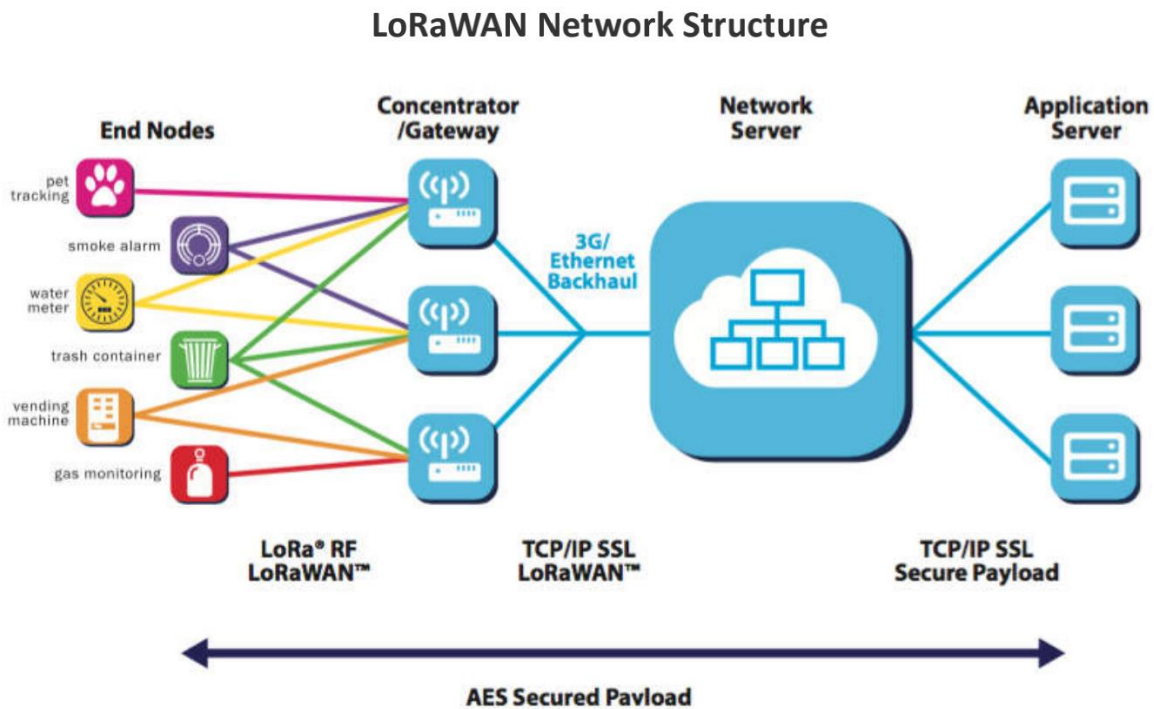 LoRaWAN Network Structure
End Nodes
Concentrator
/Gateway
Network
Server
Application
Server
pet
tracking
smoke alarm
water
meter
trash container
vending
machine
gas monitoring
3G/
Ethernet
Backhaul
LoRa® RF
LoRaWAN™
TCP/IP SSL
LoRaWAN™
TCP/IP SSL
Secure Payload
AES Secured Payload